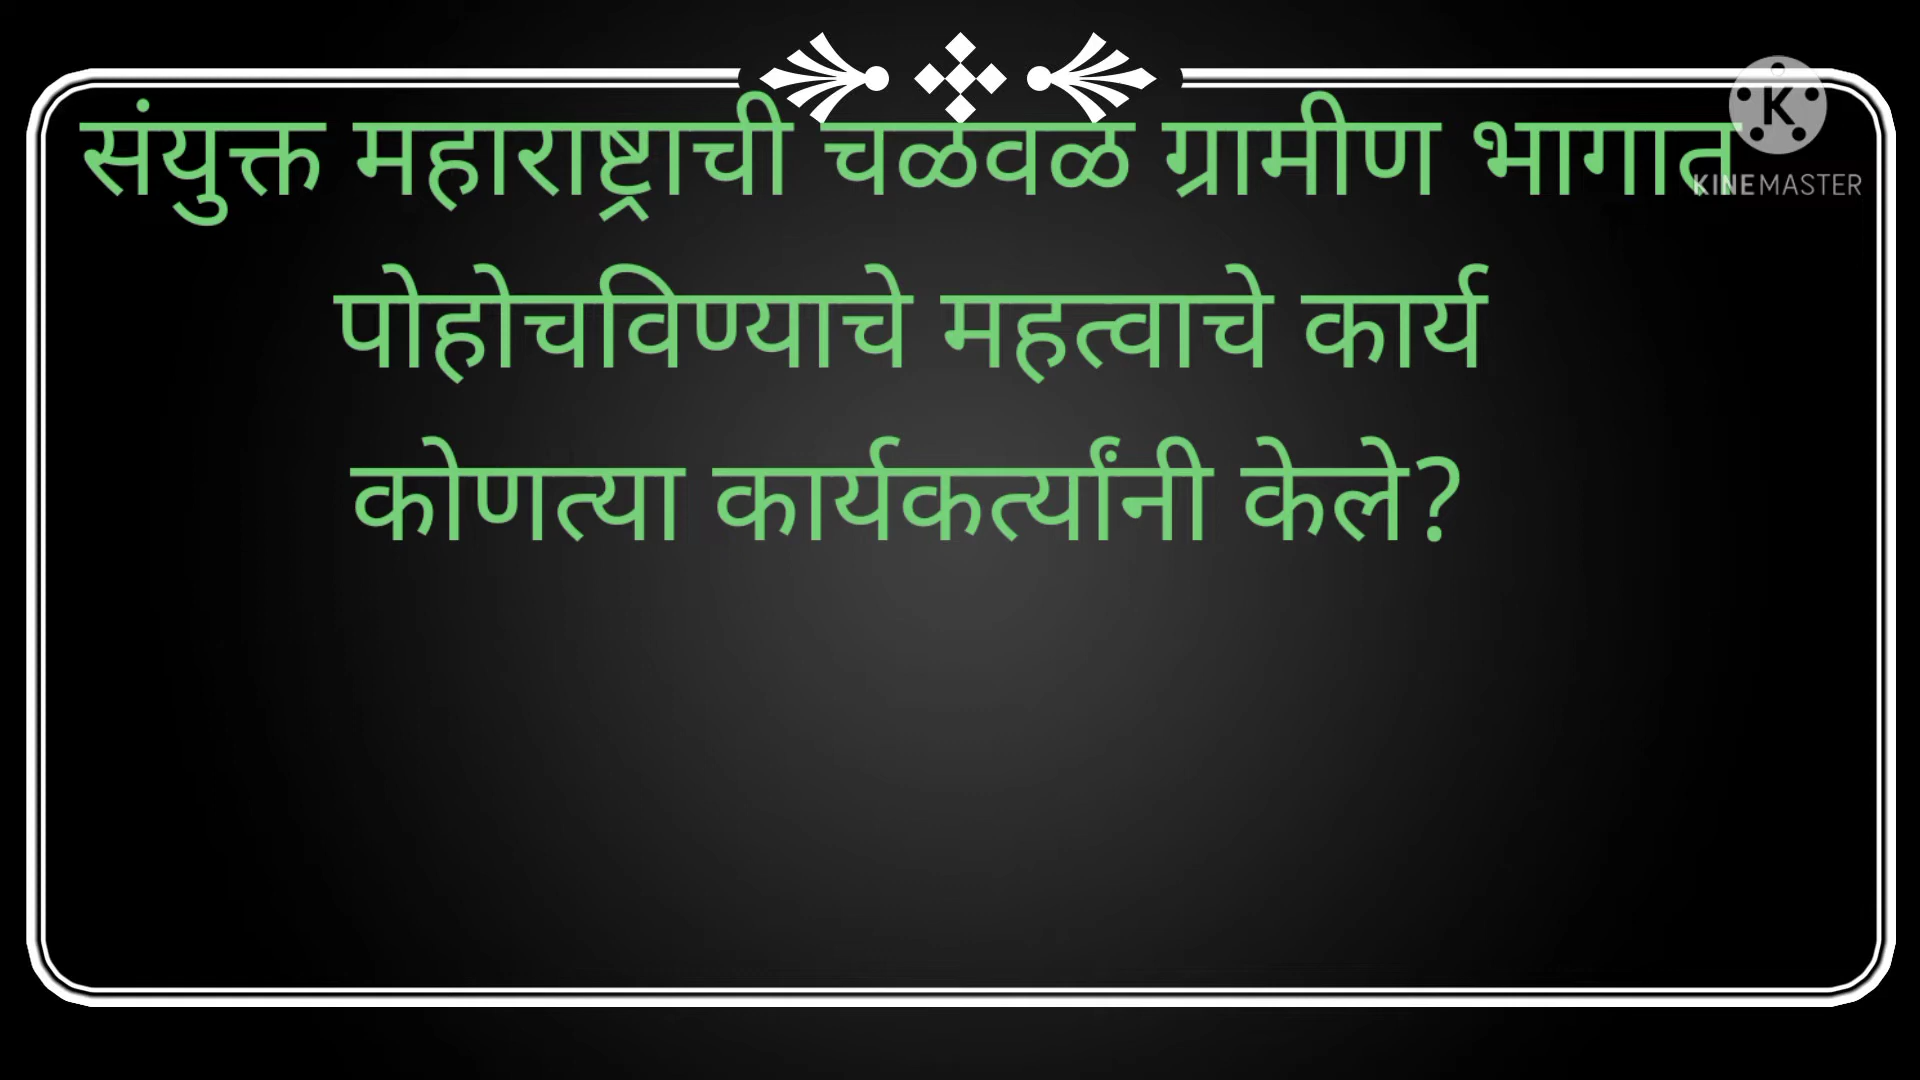 संयुक्त महाराष्ट्राची चळवळ ग्रामीण भागात
पोहोचविण्याचे महत्वाचे कार्य
कोणत्या कार्यकर्त्यांनी केले?
K
KINEMASTER